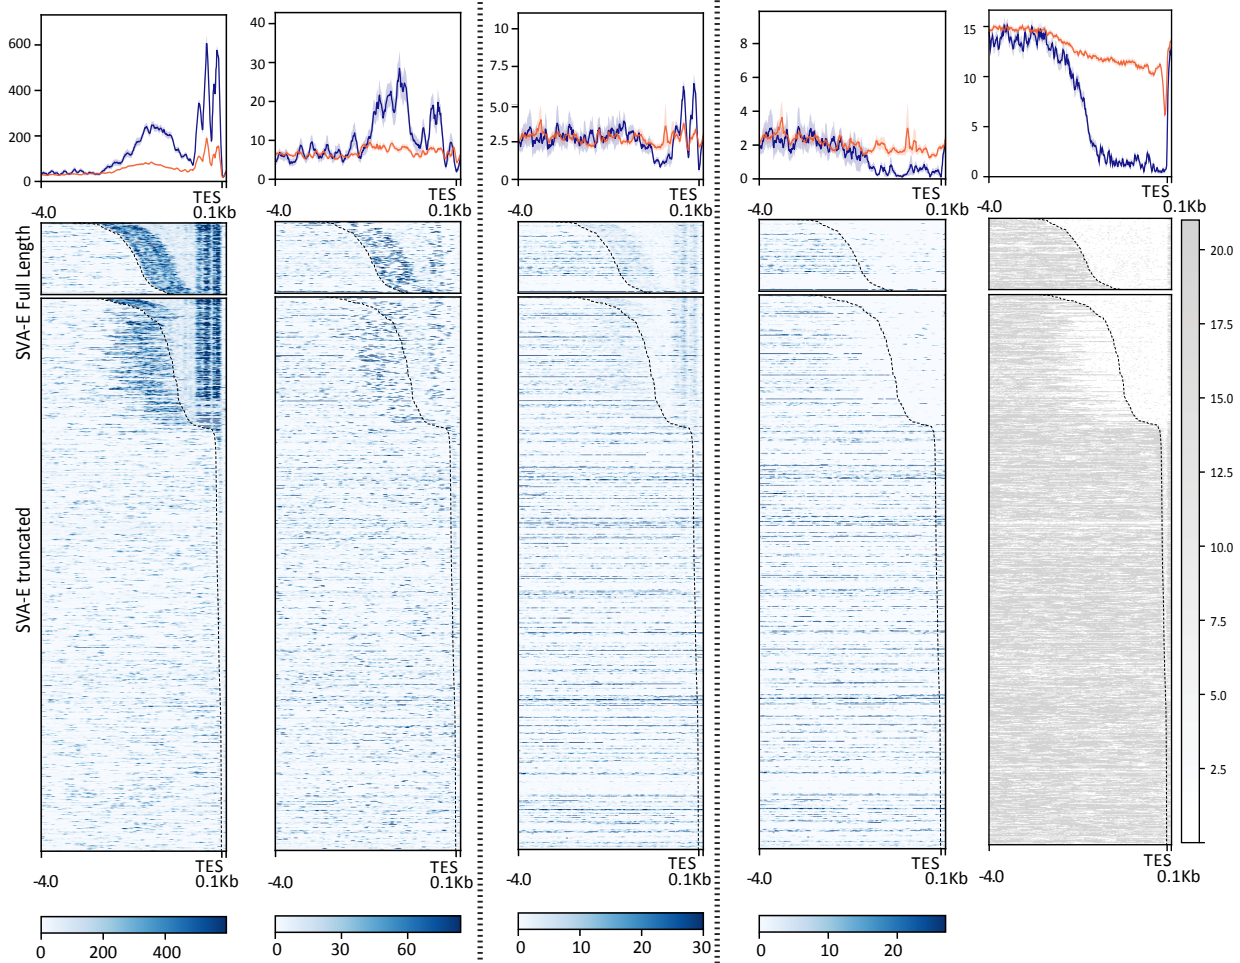 600
400
200
0
TES
-4.0
0.1Kb
40
30
20
10
0
TES
-4.0
0.1Kb
10
7.5
5.0
2.5
0
TES
-4.0
0.1Kb
8
6
4
2
0
TES
-4.0
0.1Kb
15
10
5
0
TES
-4.0
0.1Kb
SVA-E Full Length
SVA-E truncated
20.0
17.5
15.0
12.5
10.0
7.5
5.0
2.5
TES
-4.0
0.1Kb
TES
-4.0
0.1Kb
TES
-4.0
0.1Kb
TES
-4.0
0.1Kb
TES
-4.0
0.1Kb
0 200 400
0 30 60
0 10 20 30
0 10 20